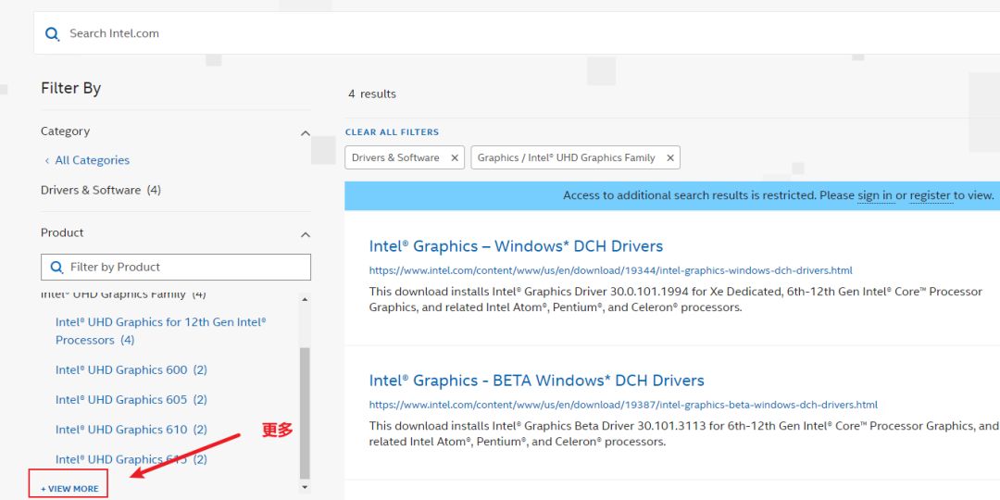 Search Intel.com
Filter By
Category
‹ All Categories
Drivers & Software (4)
Product
Filter by Product
Intel® UHD Graphics Family (4)
Intel® UHD Graphics for 12th Gen Intel®
Processors (4)
Intel® UHD Graphics 600 (2)
Intel® UHD Graphics 605 (2)
Intel® UHD Graphics 610 (2)
更多
Intel® UHD Graphics 615 (2)
+ VIEW MORE
4 results
CLEAR ALL FILTERS
Drivers & Software ✕
Graphics / Intel® UHD Graphics Family ✕
Access to additional search results is restricted. Please sign in or register to view.
Intel® Graphics – Windows* DCH Drivers
https://www.intel.com/content/www/us/en/download/19344/intel-graphics-windows-dch-drivers.html
This download installs Intel® Graphics Driver 30.0.101.1994 for Xe Dedicated, 6th-12th Gen Intel® Core™ Processor
Graphics, and related Intel Atom®, Pentium®, and Celeron® processors.
Intel® Graphics - BETA Windows* DCH Drivers
https://www.intel.com/content/www/us/en/download/19387/intel-graphics-beta-windows-dch-drivers.html
This download installs Intel® Graphics Beta Driver 30.101.3113 for 6th-12th Gen Intel® Core™ Processor Graphics, and
related Intel Atom®, Pentium®, and Celeron® processors.